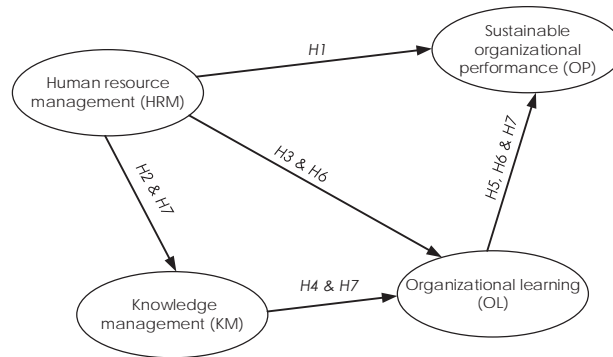 Sustainable
organizational
performance (OP)
H1
Human resource
management (HRM)
H3 & H6
H5, H6 & H7
H2 & H7
Organizational learning
(OL)
H4 & H7
Knowledge
management (KM)